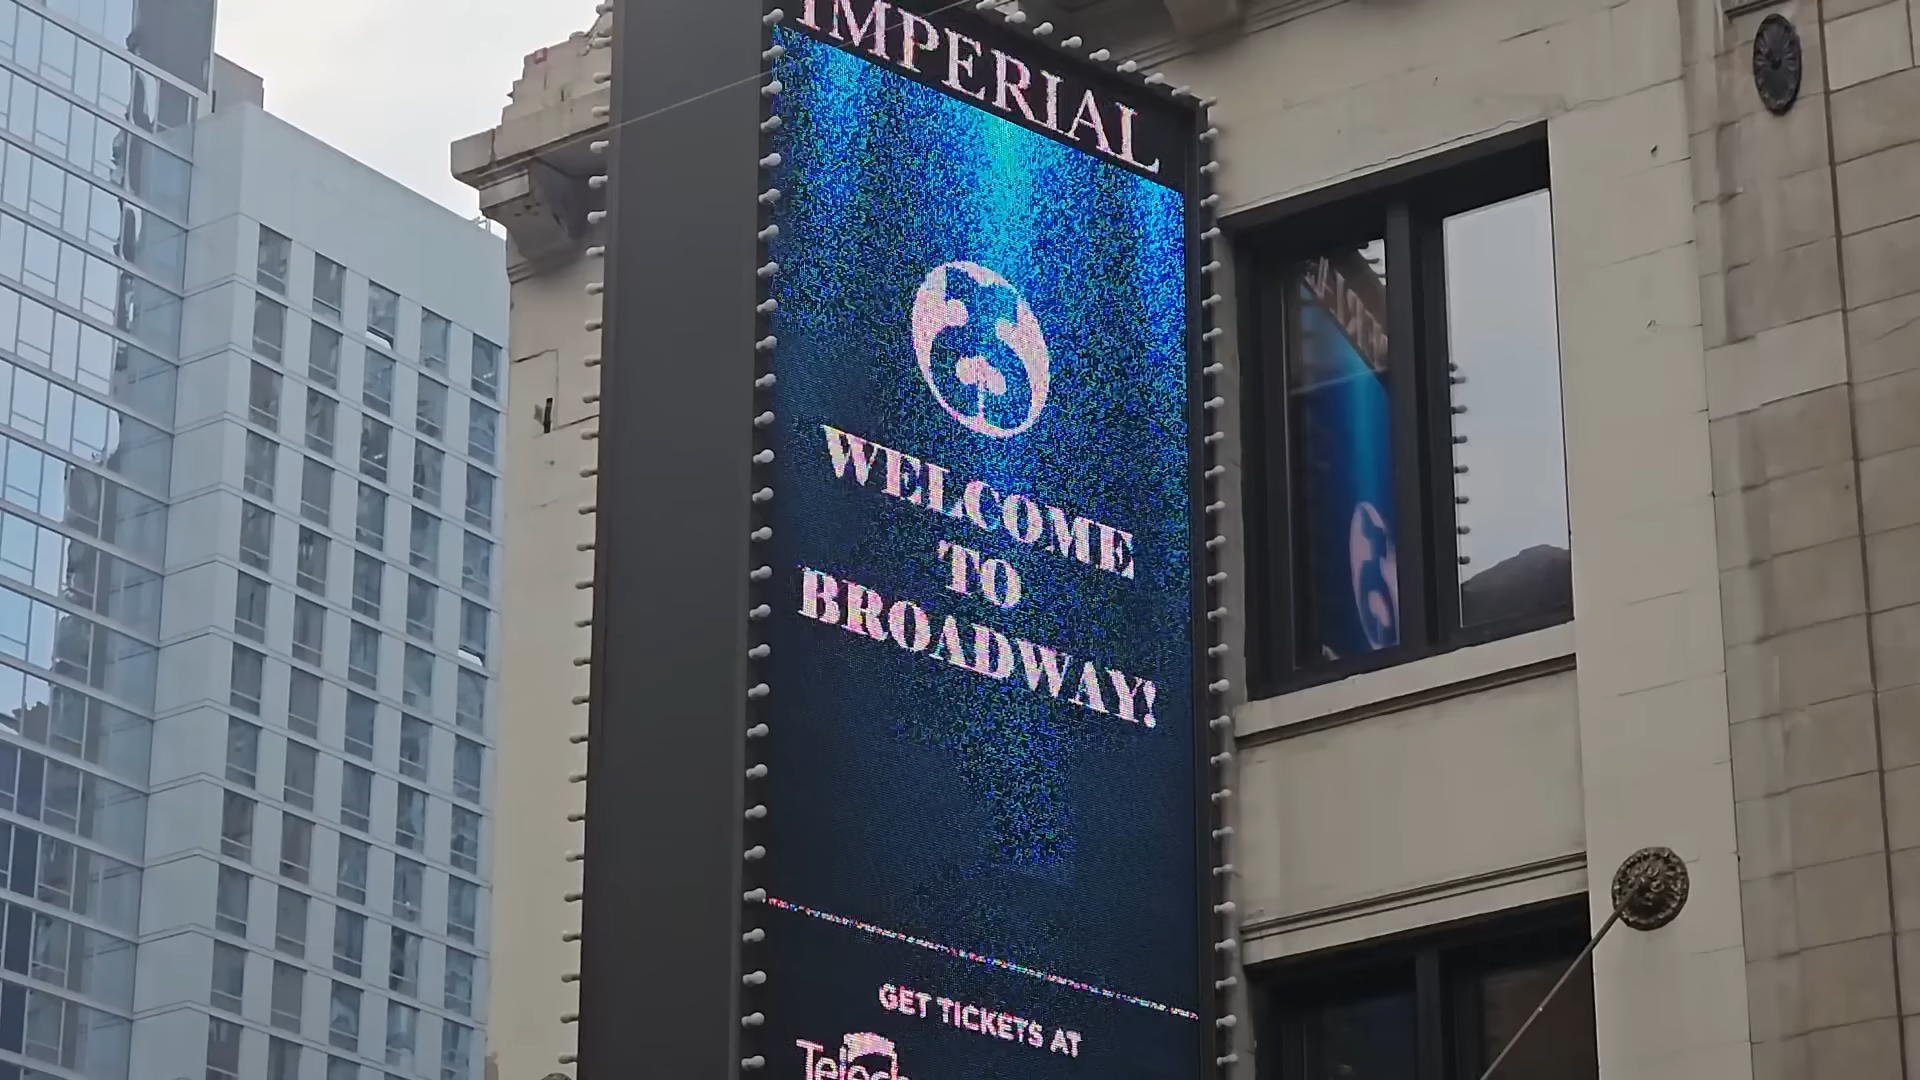 IMPERIAL
WELCOME
TO
BROADWAY!
GET TICKETS AT